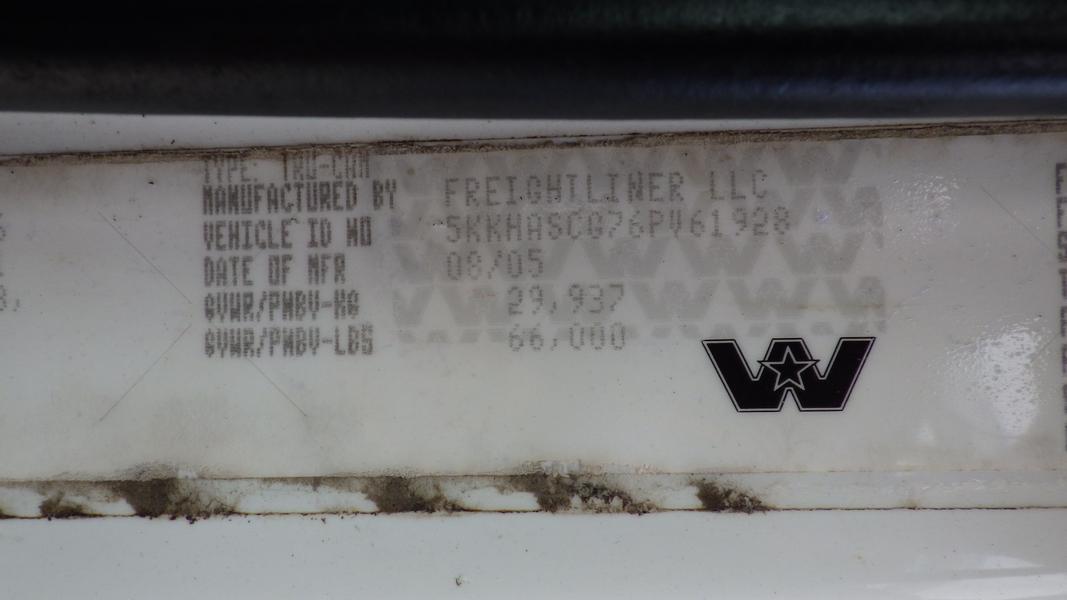 TYPE: TRU-CAM
MANUFACTURED BY FREIGHTLINER LLC
VEHICLE ID NO 5KKHASCG76PV61928
DATE OF MFR 08/05
GVWR/PNBV-KG 29,937
GVWR/PNBV-LBS 66,000